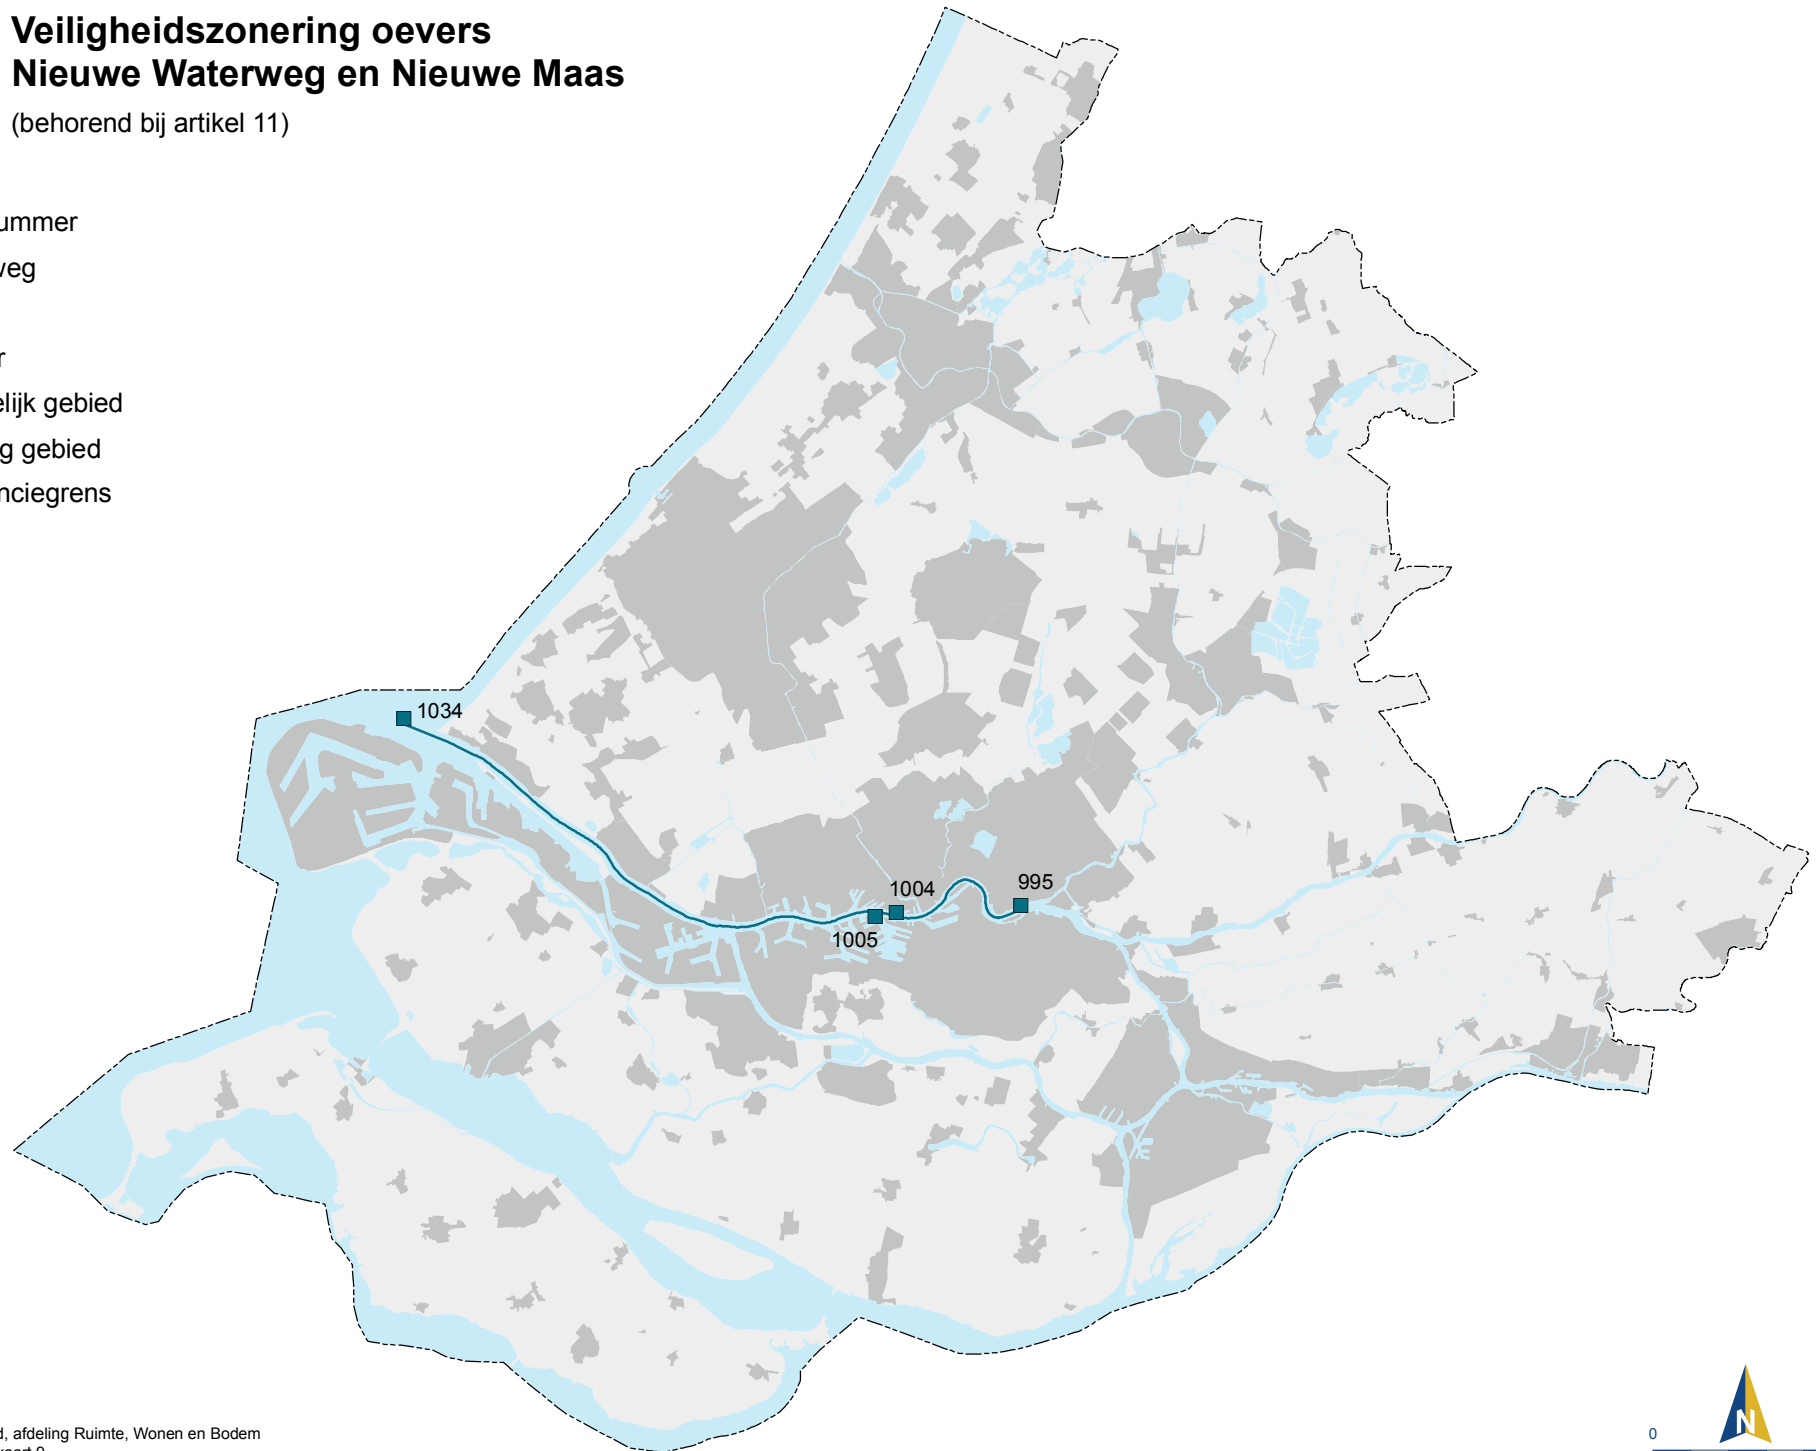 Veiligheidszonering oevers
Nieuwe Waterweg en Nieuwe Maas
(behorend bij artikel 11)
ummer
weg
r
elijk gebied
g gebied
nciegrens
1034
1004
995
1005
d, afdeling Ruimte, Wonen en Bodem
0
N